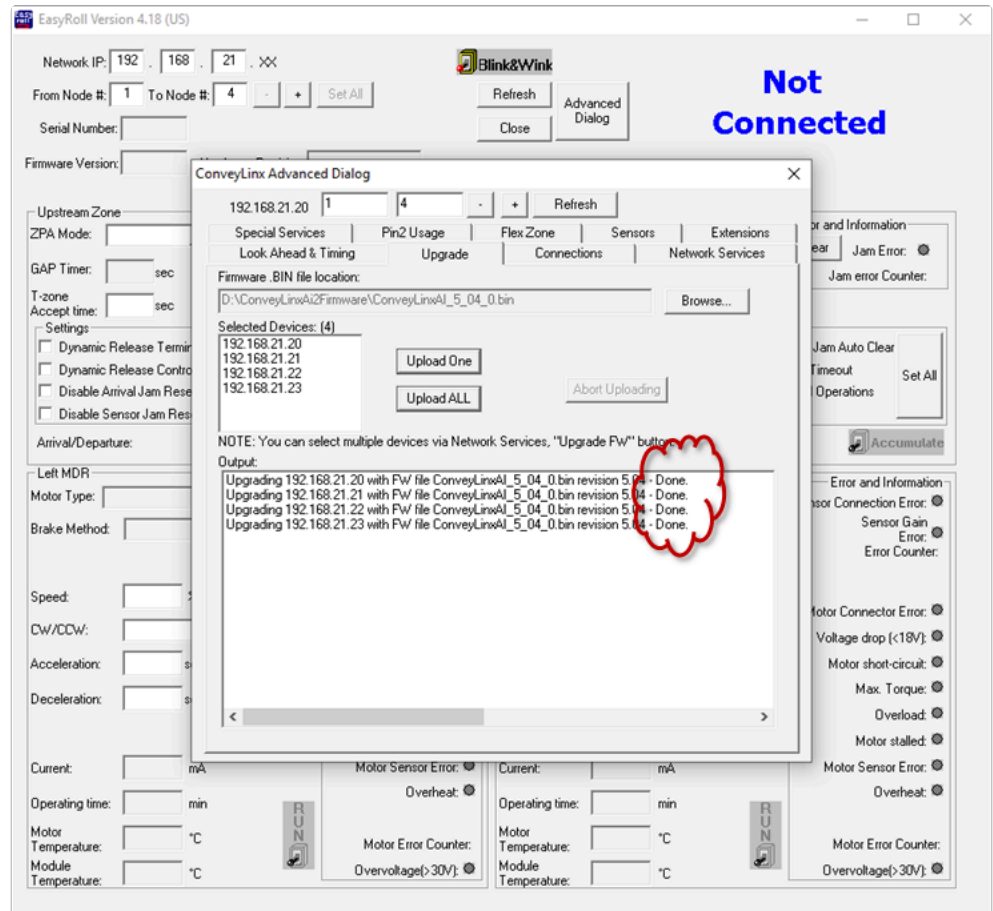 EasyRoll Version 4.18 (US)
Network IP: 192 . 168 . 21 . XX
Blink&Wink
From Node #: 1 To Node #: 4 - + Set All
Refresh
Advanced Dialog
Not Connected
Serial Number:
Close
Firmware Version:
ConveyLinx Advanced Dialog
192.168.21.20 1 4 - + Refresh
Special Services Pin2 Usage Flex Zone Sensors Extensions
Look Ahead & Timing Upgrade Connections Network Services
Firmware .BIN file location:
D:\ConveyLinxAi2Firmware\ConveyLinxAI_5_04_0.bin Browse...
Selected Devices: (4)
192.168.21.20
192.168.21.21
192.168.21.22
192.168.21.23
Upload One
Upload ALL
Abort Uploading
NOTE: You can select multiple devices via Network Services, "Upgrade FW" button.
Output:
Upgrading 192.168.21.20 with FW file ConveyLinxAI_5_04_0.bin revision 5.04 - Done.
Upgrading 192.168.21.21 with FW file ConveyLinxAI_5_04_0.bin revision 5.04 - Done.
Upgrading 192.168.21.22 with FW file ConveyLinxAI_5_04_0.bin revision 5.04 - Done.
Upgrading 192.168.21.23 with FW file ConveyLinxAI_5_04_0.bin revision 5.04 - Done.
Upstream Zone
ZPA Mode:
GAP Timer: sec
T-zone
Accept time: sec
Settings
Dynamic Release Termin
Dynamic Release Contro
Disable Arrival Jam Rese
Disable Sensor Jam Res
Arrival/Departure:
or and Information
ear Jam Error:
Jam error Counter:
Jam Auto Clear
Timeout
Operations
Set All
Accumulate
Left MDR
Motor Type:
Brake Method:
Speed:
CW/CCW:
Acceleration:
Deceleration:
Current: mA
Operating time: min
Motor
Temperature: °C
Module
Temperature: °C
RUN
Motor Sensor Error:
Overheat:
Motor Error Counter:
Overvoltage(>30V):
Current: mA
Operating time: min
Motor
Temperature: °C
Module
Temperature: °C
RUN
Error and Information
nsor Connection Error:
Sensor Gain
Error:
Error Counter:
Motor Connector Error:
Voltage drop (<18V):
Motor short-circuit:
Max. Torque:
Overload:
Motor stalled:
Motor Sensor Error:
Overheat:
Motor Error Counter:
Overvoltage(>30V):